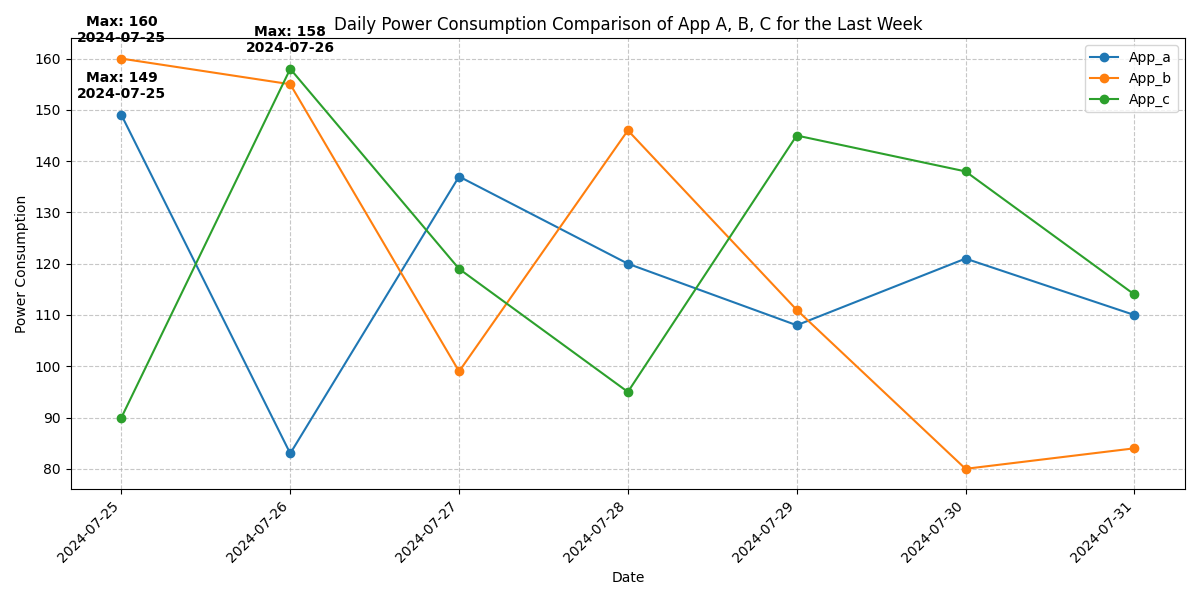 Daily Power Consumption Comparison of App A, B, C for the Last Week
Max: 160
2024-07-25
Max: 158
2024-07-26
Max: 149
2024-07-25
App_a
App_b
App_c
Power Consumption
160
150
140
130
120
110
100
90
80
2024-07-25
2024-07-26
2024-07-27
2024-07-28
2024-07-29
2024-07-30
2024-07-31
Date